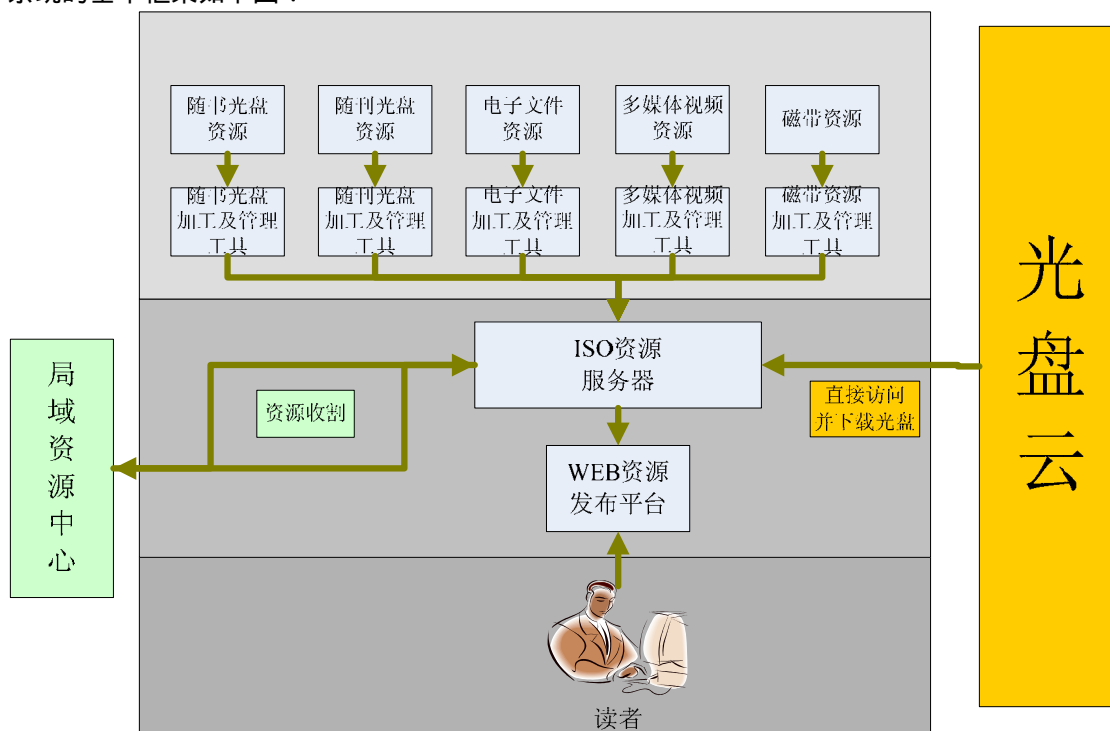 随书光盘
资源
随刊光盘
资源
电子文件
资源
多媒体视频
资源
磁带资源
随书光盘
加工及管理
工具
随刊光盘
加工及管理
工具
电子文件
加工及管理
工具
多媒体视频
加工及管理
工具
磁带资源
加工及管理
工具
ISO资源
服务器
资源收割
直接访问
并下载光盘
WEB资源
发布平台
局
域
资
源
中
心
光
盘
云
读者